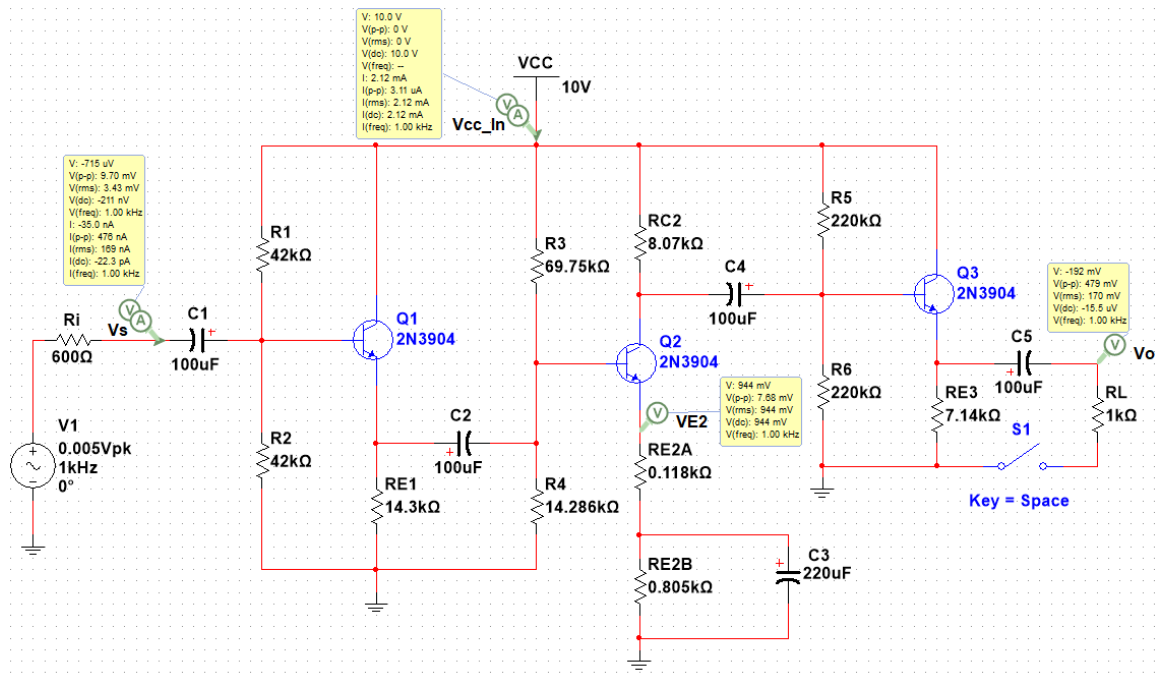 V: 10.0 V
V(p-p): 0 V
V(rms): 0 V
V(dc): 10.0 V
V(freq): --
I: 2.12 mA
I(p-p): 3.11 uA
I(rms): 2.12 mA
I(dc): 2.12 mA
I(freq): 1.00 kHz
VCC
10V
V
A
Vcc_In
V: -715 uV
V(p-p): 9.70 mV
V(rms): 3.43 mV
V(dc): -211 nV
V(freq): 1.00 kHz
I: -35.0 nA
I(p-p): 476 nA
I(rms): 169 nA
I(dc): -22.3 pA
I(freq): 1.00 kHz
V
A
Ri
600Ω
Vs
C1
+
100uF
R1
42kΩ
R2
42kΩ
Q1
2N3904
V1
+
−
0.005Vpk
1kHz
0°
C2
+
100uF
RE1
14.3kΩ
R3
69.75kΩ
R4
14.286kΩ
RC2
8.07kΩ
C4
+
100uF
Q2
2N3904
V
VE2
V: 944 mV
V(p-p): 7.68 mV
V(rms): 944 mV
V(dc): 944 mV
V(freq): 1.00 kHz
RE2A
0.118kΩ
RE2B
0.805kΩ
+
C3
220uF
R5
220kΩ
R6
220kΩ
Q3
2N3904
RE3
7.14kΩ
C5
+
100uF
V: -192 mV
V(p-p): 479 mV
V(rms): 170 mV
V(dc): -15.5 uV
V(freq): 1.00 kHz
V
Vo
RL
1kΩ
S1
Key = Space